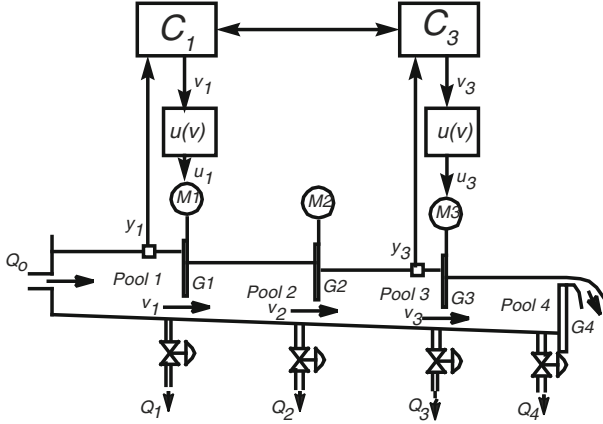 C1 C3
v1 v3
u(v) u(v)
u1 u3
M1 M2 M3
y1 y3
Qo
Pool 1 G1 Pool 2 G2 Pool 3 G3 Pool 4 G4
v1 v2 v3
Q1 Q2 Q3 Q4